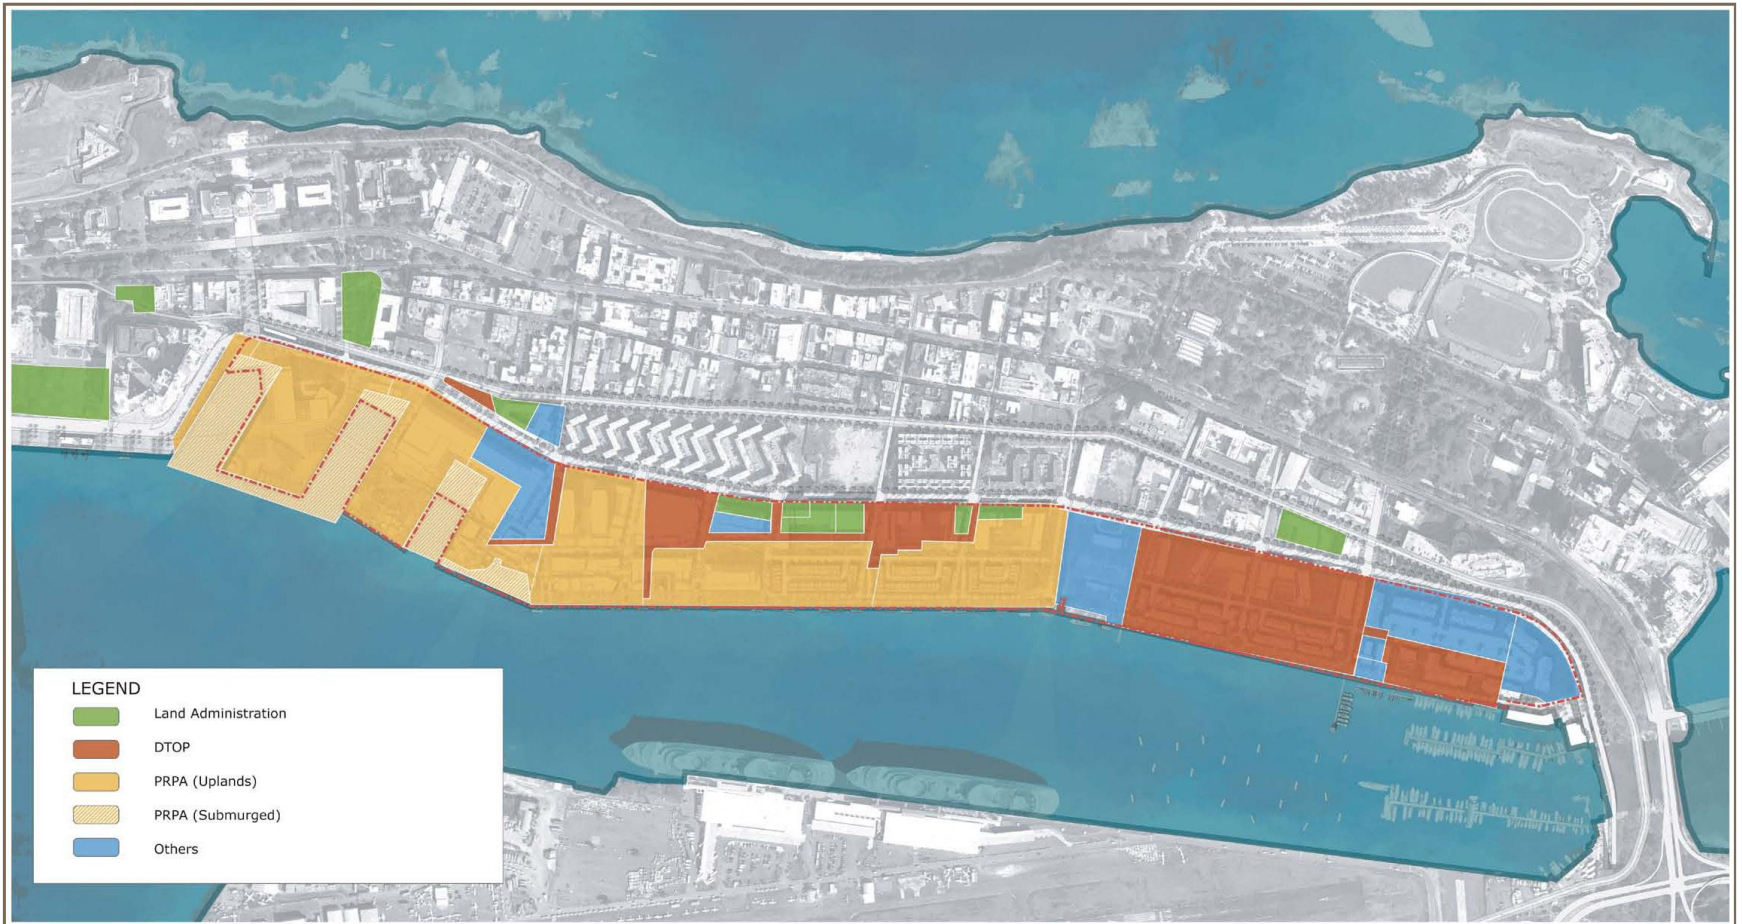 LEGEND
Land Administration
DTOP
PRPA (Uplands)
PRPA (Submurged)
Others